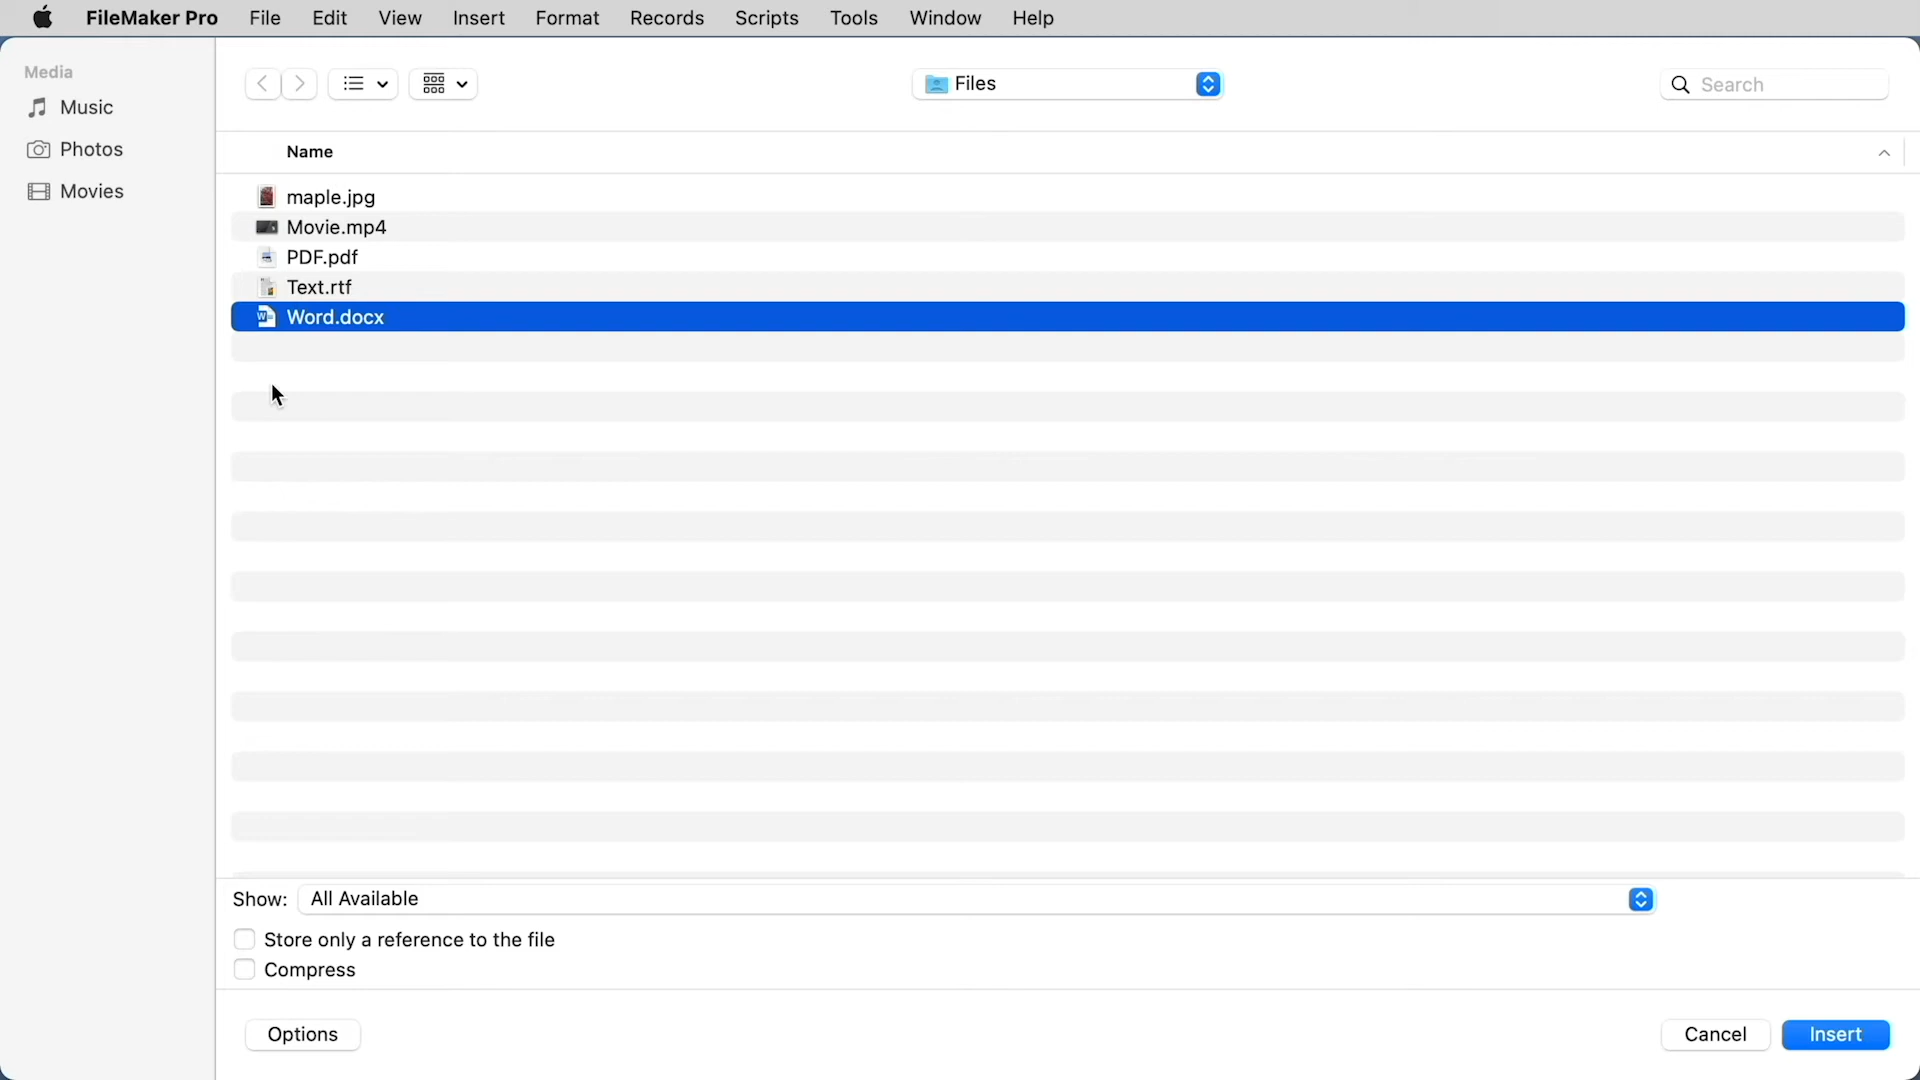 FileMaker Pro File Edit View Insert Format Records Scripts Tools Window Help
Media
Music
Photos
Movies
Files
Search
Name
maple.jpg
Movie.mp4
PDF.pdf
Text.rtf
Word.docx
Show: All Available
Store only a reference to the file
Compress
Options
Cancel
Insert